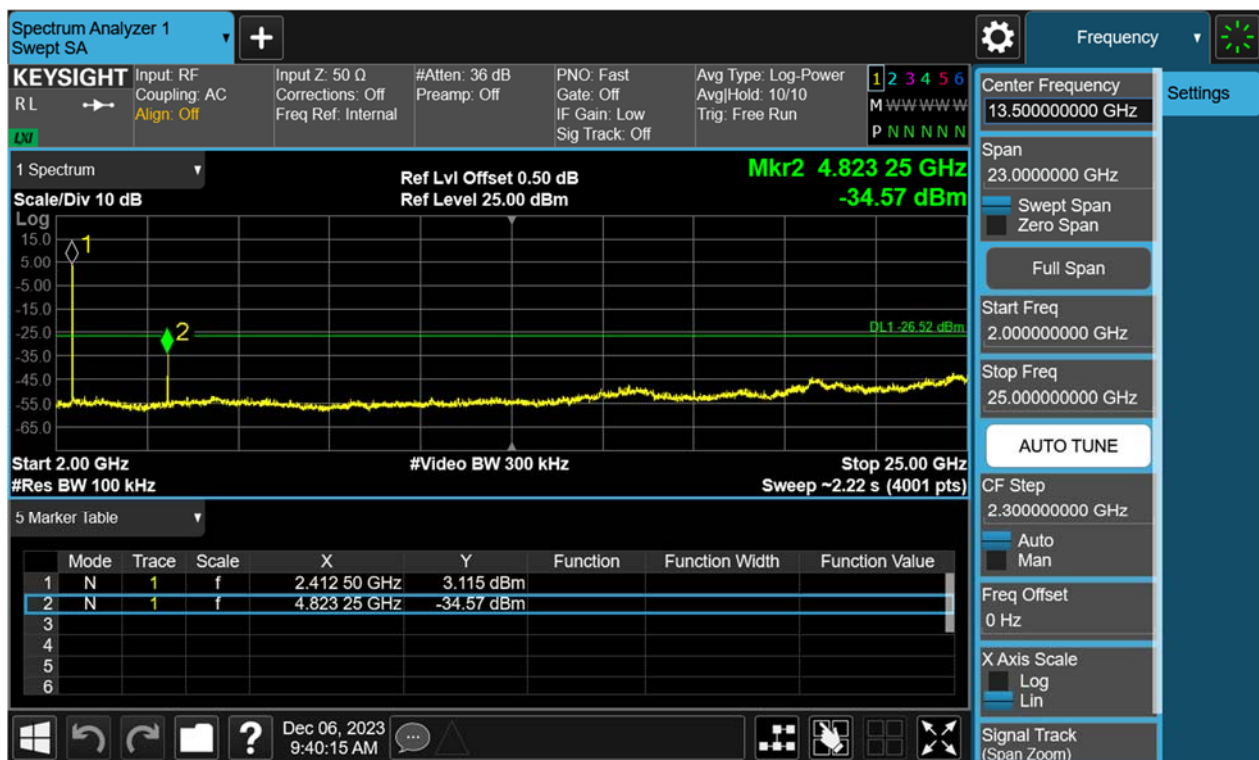 Spectrum Analyzer 1
Swept SA
+
Frequency
KEYSIGHT
RL
LXI
Input: RF
Coupling: AC
Align: Off
Input Z: 50 Ω
Corrections: Off
Freq Ref: Internal
#Atten: 36 dB
Preamp: Off
PNO: Fast
Gate: Off
IF Gain: Low
Sig Track: Off
Avg Type: Log-Power
Avg|Hold: 10/10
Trig: Free Run
1 2 3 4 5 6
M W W W W W
P N N N N N
1 Spectrum
Scale/Div 10 dB
Ref Lvl Offset 0.50 dB
Ref Level 25.00 dBm
Mkr2 4.823 25 GHz
-34.57 dBm
Log
15.0
5.00
-5.00
-15.0
-25.0
-35.0
-45.0
-55.0
-65.0
1
2
DL1 -26.52 dBm
Start 2.00 GHz
#Video BW 300 kHz
Stop 25.00 GHz
#Res BW 100 kHz
Sweep ~2.22 s (4001 pts)
5 Marker Table
Mode Trace Scale X Y Function Function Width Function Value
1 N 1 f 2.412 50 GHz 3.115 dBm
2 N 1 f 4.823 25 GHz -34.57 dBm
3
4
5
6
?
Dec 06, 2023
9:40:15 AM
Center Frequency
13.500000000 GHz
Settings
Span
23.0000000 GHz
Swept Span
Zero Span
Full Span
Start Freq
2.000000000 GHz
Stop Freq
25.000000000 GHz
AUTO TUNE
CF Step
2.300000000 GHz
Auto
Man
Freq Offset
0 Hz
X Axis Scale
Log
Lin
Signal Track
(Span Zoom)